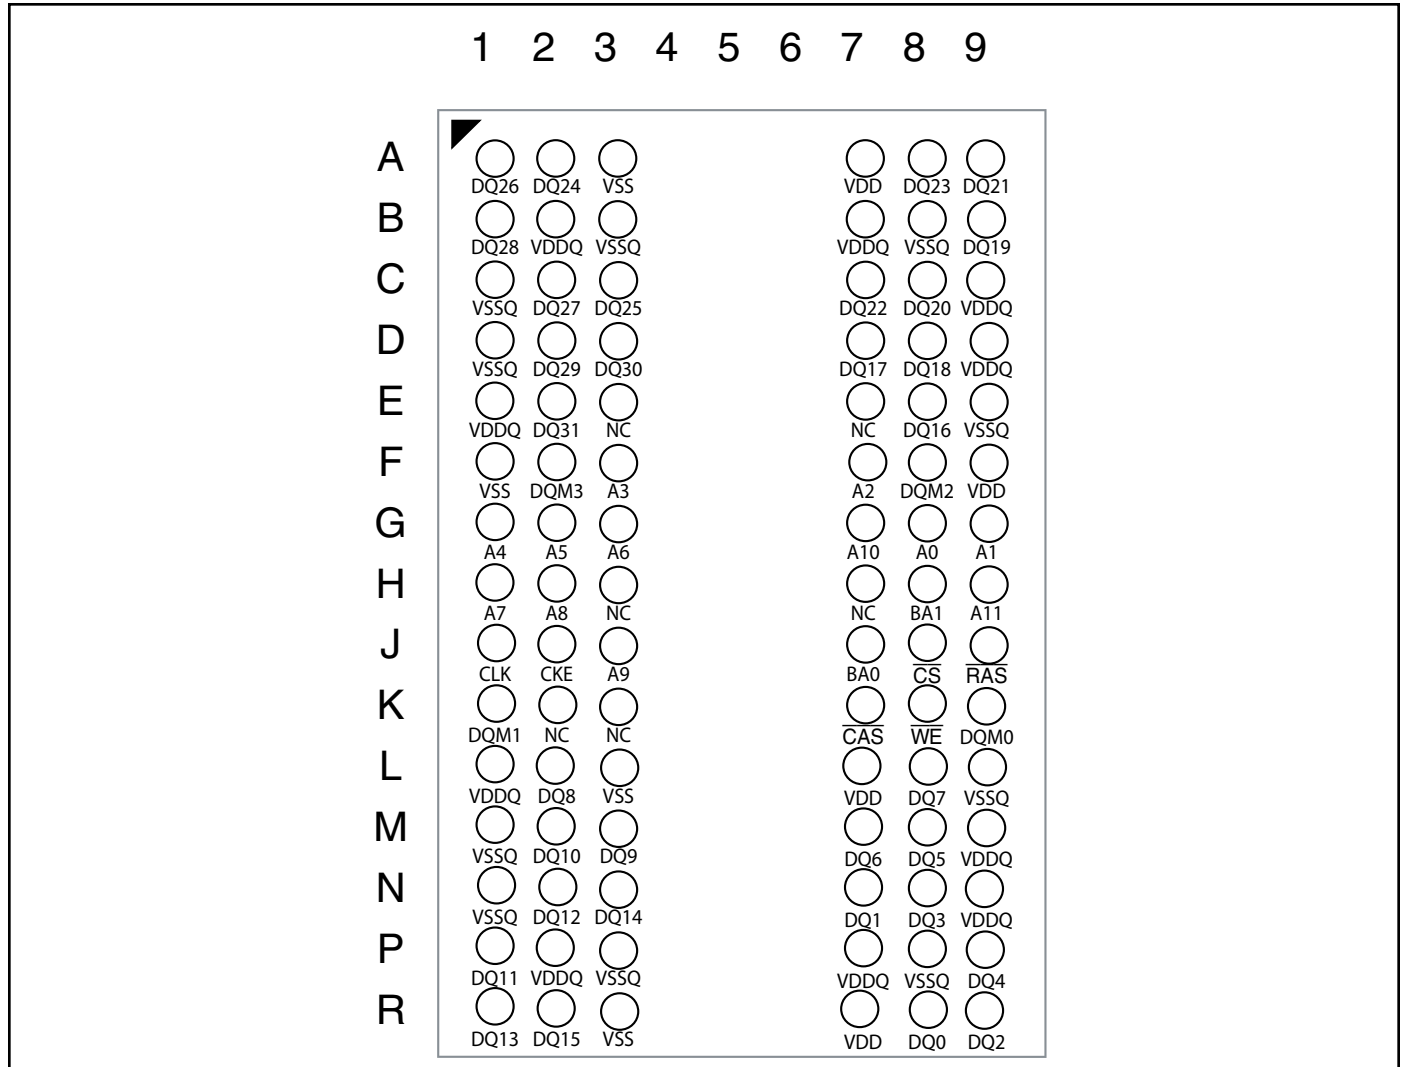 1 2 3 4 5 6 7 8 9
A
DQ26 DQ24 VSS VDD DQ23 DQ21
B
DQ28 VDDQ VSSQ VDDQ VSSQ DQ19
C
VSSQ DQ27 DQ25 DQ22 DQ20 VDDQ
D
VSSQ DQ29 DQ30 DQ17 DQ18 VDDQ
E
VDDQ DQ31 NC NC DQ16 VSSQ
F
VSS DQM3 A3 A2 DQM2 VDD
G
A4 A5 A6 A10 A0 A1
H
A7 A8 NC NC BA1 A11
J
CLK CKE A9 BA0 C̅S̅ R̅A̅S̅
K
DQM1 NC NC C̅A̅S̅ W̅E̅ DQM0
L
VDDQ DQ8 VSS VDD DQ7 VSSQ
M
VSSQ DQ10 DQ9 DQ6 DQ5 VDDQ
N
VSSQ DQ12 DQ14 DQ1 DQ3 VDDQ
P
DQ11 VDDQ VSSQ VDDQ VSSQ DQ4
R
DQ13 DQ15 VSS VDD DQ0 DQ2